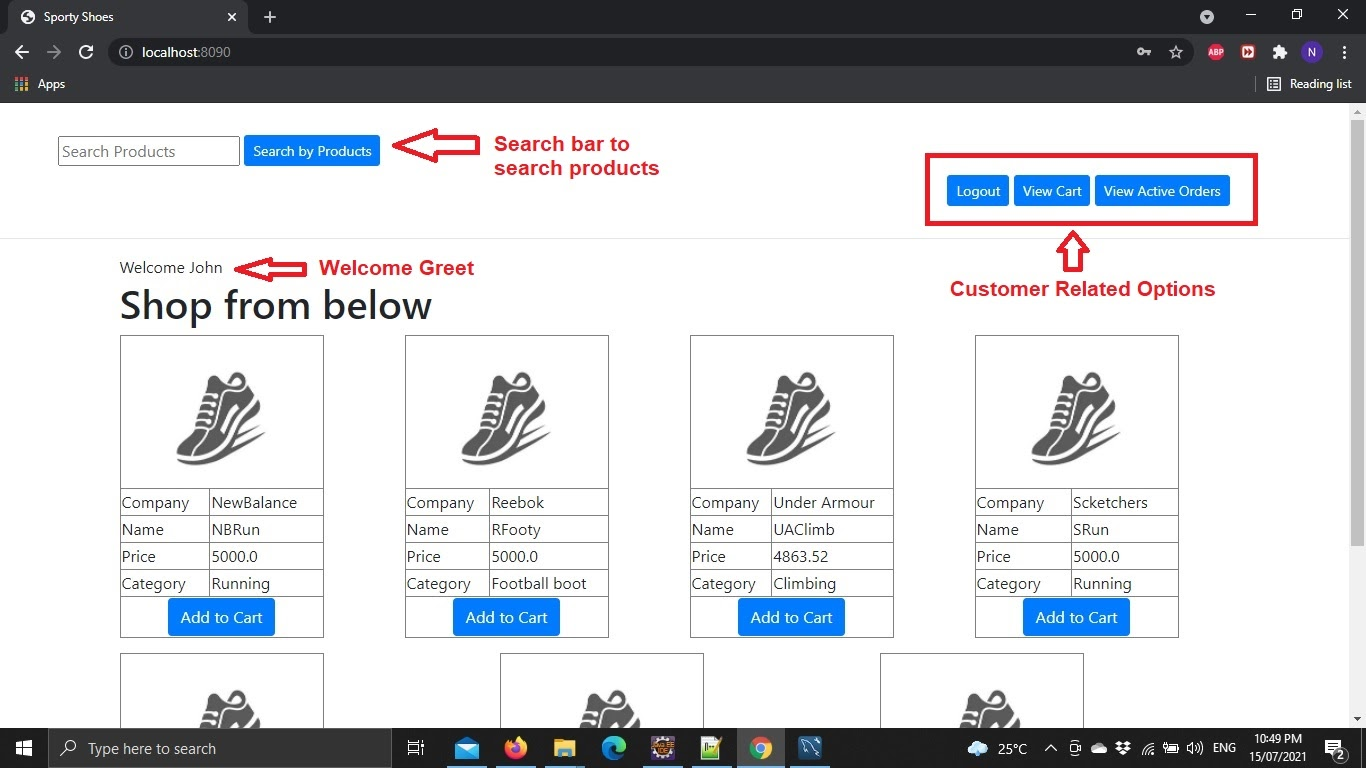 Sporty Shoes
localhost:8090
ABP
N
Apps
Reading list
Search Products
Search by Products
Search bar to
search products
Logout
View Cart
View Active Orders
Customer Related Options
Welcome John
Welcome Greet
Shop from below
Company NewBalance
Name NBRun
Price 5000.0
Category Running
Add to Cart
Company Reebok
Name RFooty
Price 5000.0
Category Football boot
Add to Cart
Company Under Armour
Name UAClimb
Price 4863.52
Category Climbing
Add to Cart
Company Scketchers
Name SRun
Price 5000.0
Category Running
Add to Cart
Type here to search
25°C
ENG
10:49 PM
15/07/2021
2